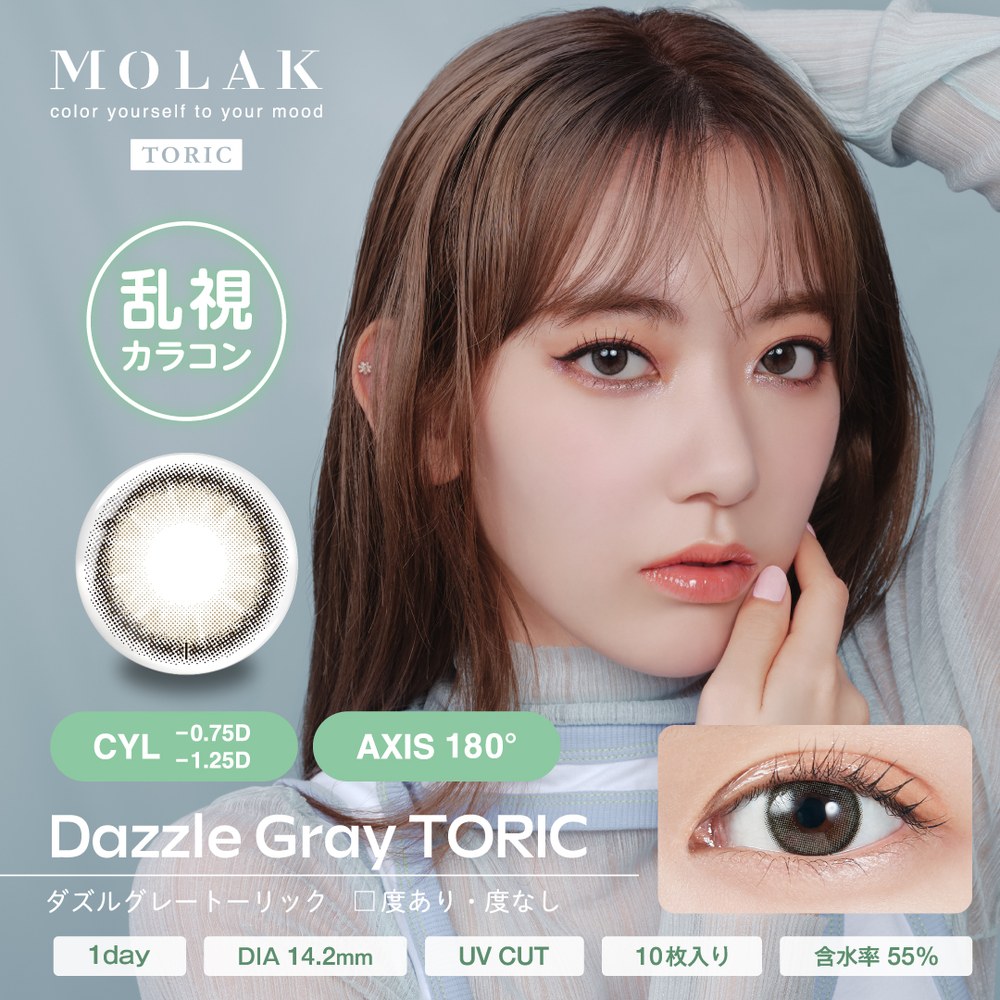 MOLAK
color yourself to your mood
TORIC
乱視
カラコン
CYL −0.75D
−1.25D
AXIS 180°
Dazzle Gray TORIC
ダズルグレートーリック □度あり・度なし
1day
DIA 14.2mm
UV CUT
10枚入り
含水率 55%